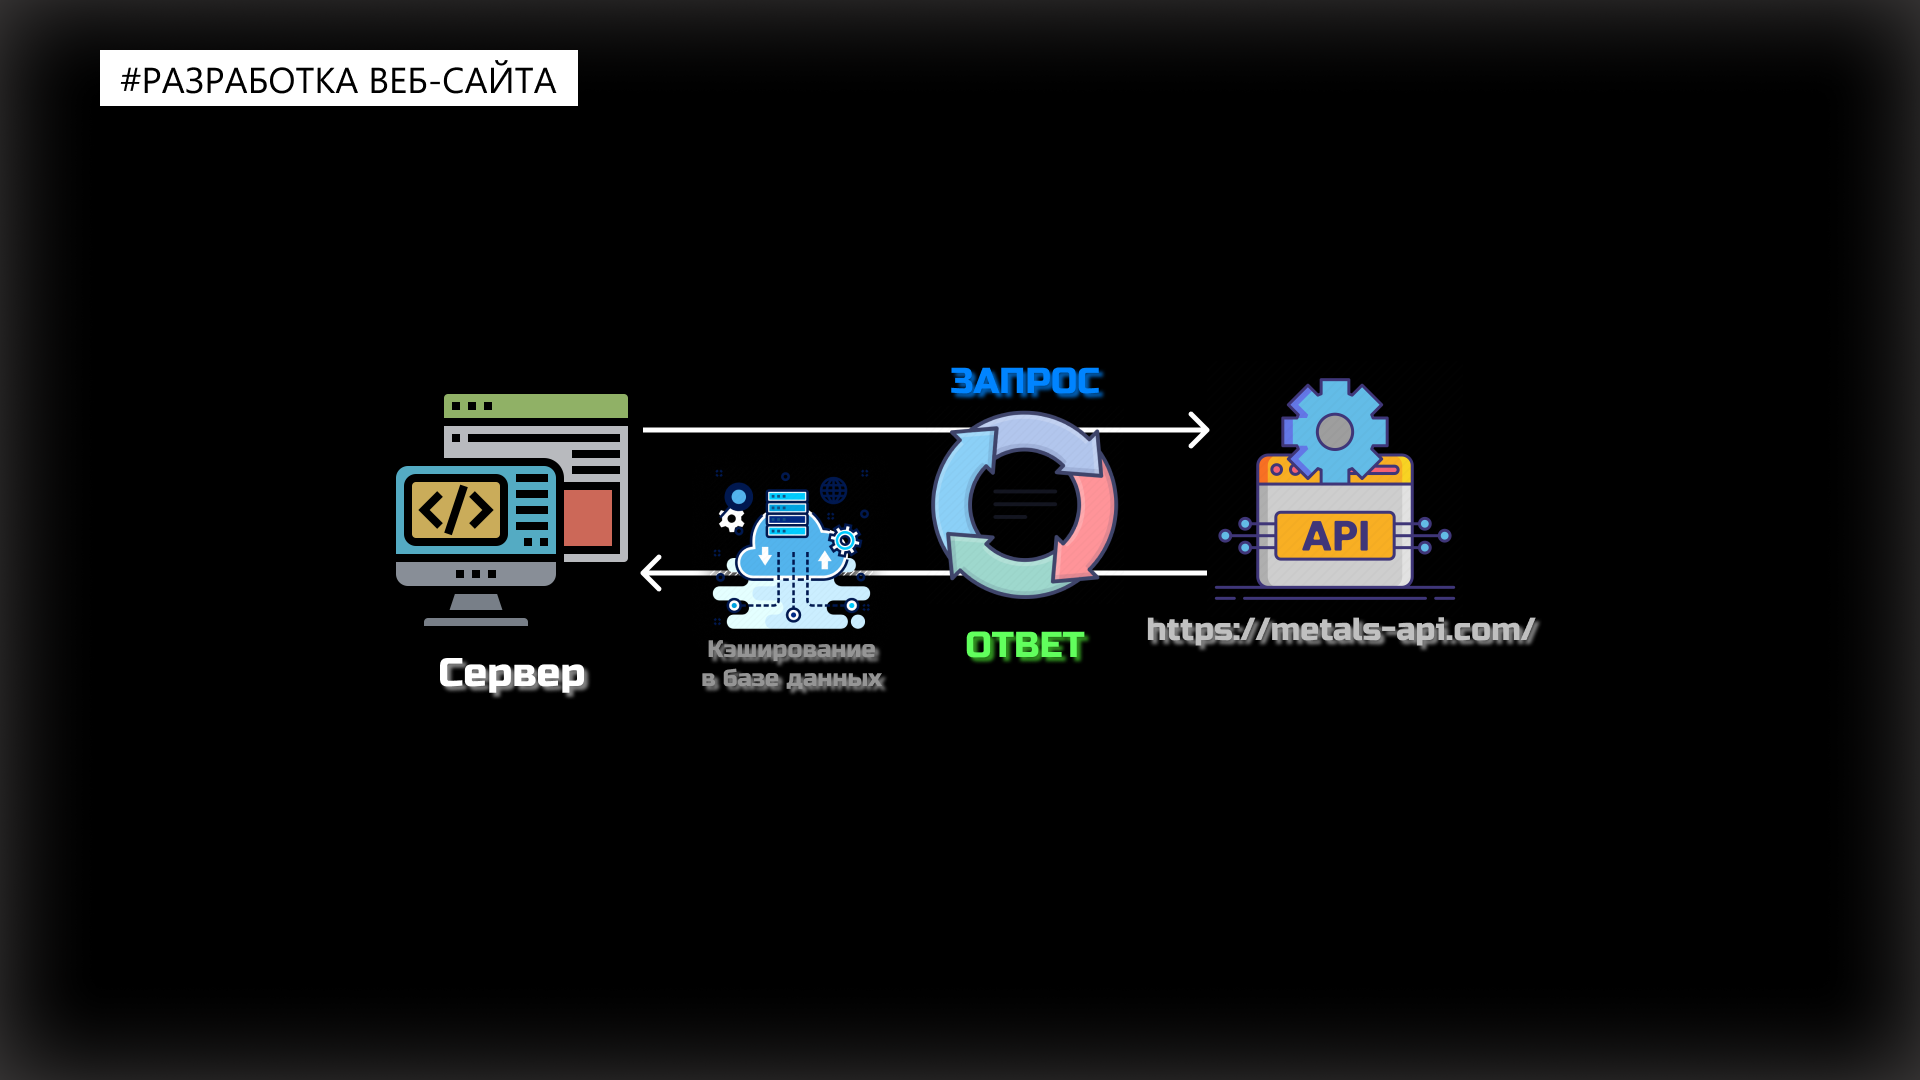 #РАЗРАБОТКА ВЕБ-САЙТА
ЗАПРОС
</>
API
https://metals-api.com/
ОТВЕТ
Кэширование
в базе данных
Сервер